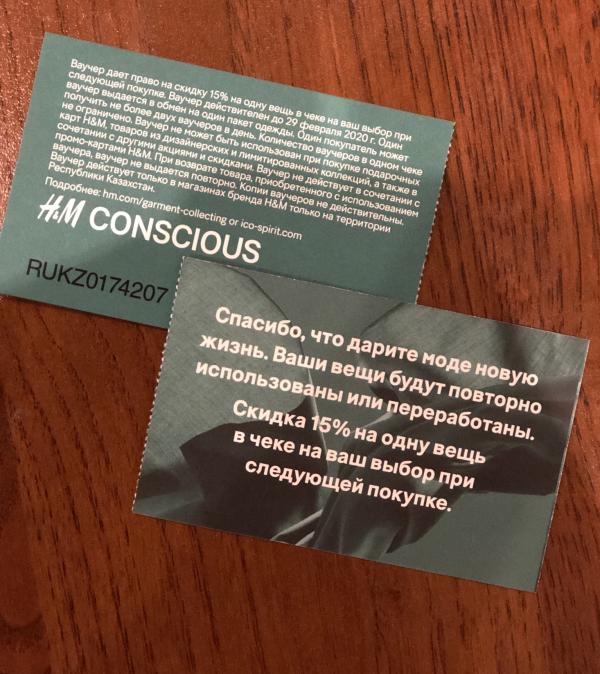 Ваучер дает право на скидку 15% на одну вещь в чеке на ваш выбор при
следующей покупке. Ваучер действителен до 29 февраля 2020 г. Один
ваучер выдается в обмен на один пакет одежды. Один покупатель может
получить не более двух ваучеров в день. Количество ваучеров в одном чеке
не ограничено. Ваучер не может быть использован при покупке подарочных
карт H&M, товаров из дизайнерских и лимитированных коллекций, а также в
сочетании с другими акциями и скидками. Ваучер не действует в сочетании с
промо-картами H&M. При возврате товара, приобретенного с использованием
ваучера, ваучер не выдается повторно. Копии ваучеров не действительны.
Ваучер действует только в магазинах бренда H&M только на территории
Республики Казахстан.
Подробнее: hm.com/garment-collecting or ico-spirit.com
H&M CONSCIOUS
RUKZ0174207
Спасибо, что дарите моде новую
жизнь. Ваши вещи будут повторно
использованы или переработаны.
Скидка 15% на одну вещь
в чеке на ваш выбор при
следующей покупке.